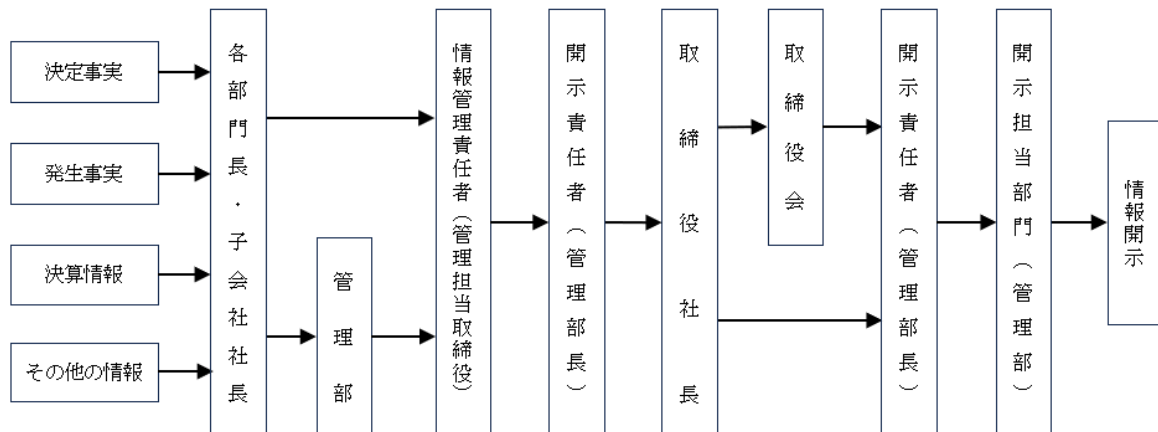 決定事実
発生事実
決算情報
その他の情報
各部門長・子会社社長
管理部
情報管理責任者(管理担当取締役)
開示責任者(管理部長)
取締役社長
取締役会
開示責任者(管理部長)
開示担当部門(管理部)
情報開示